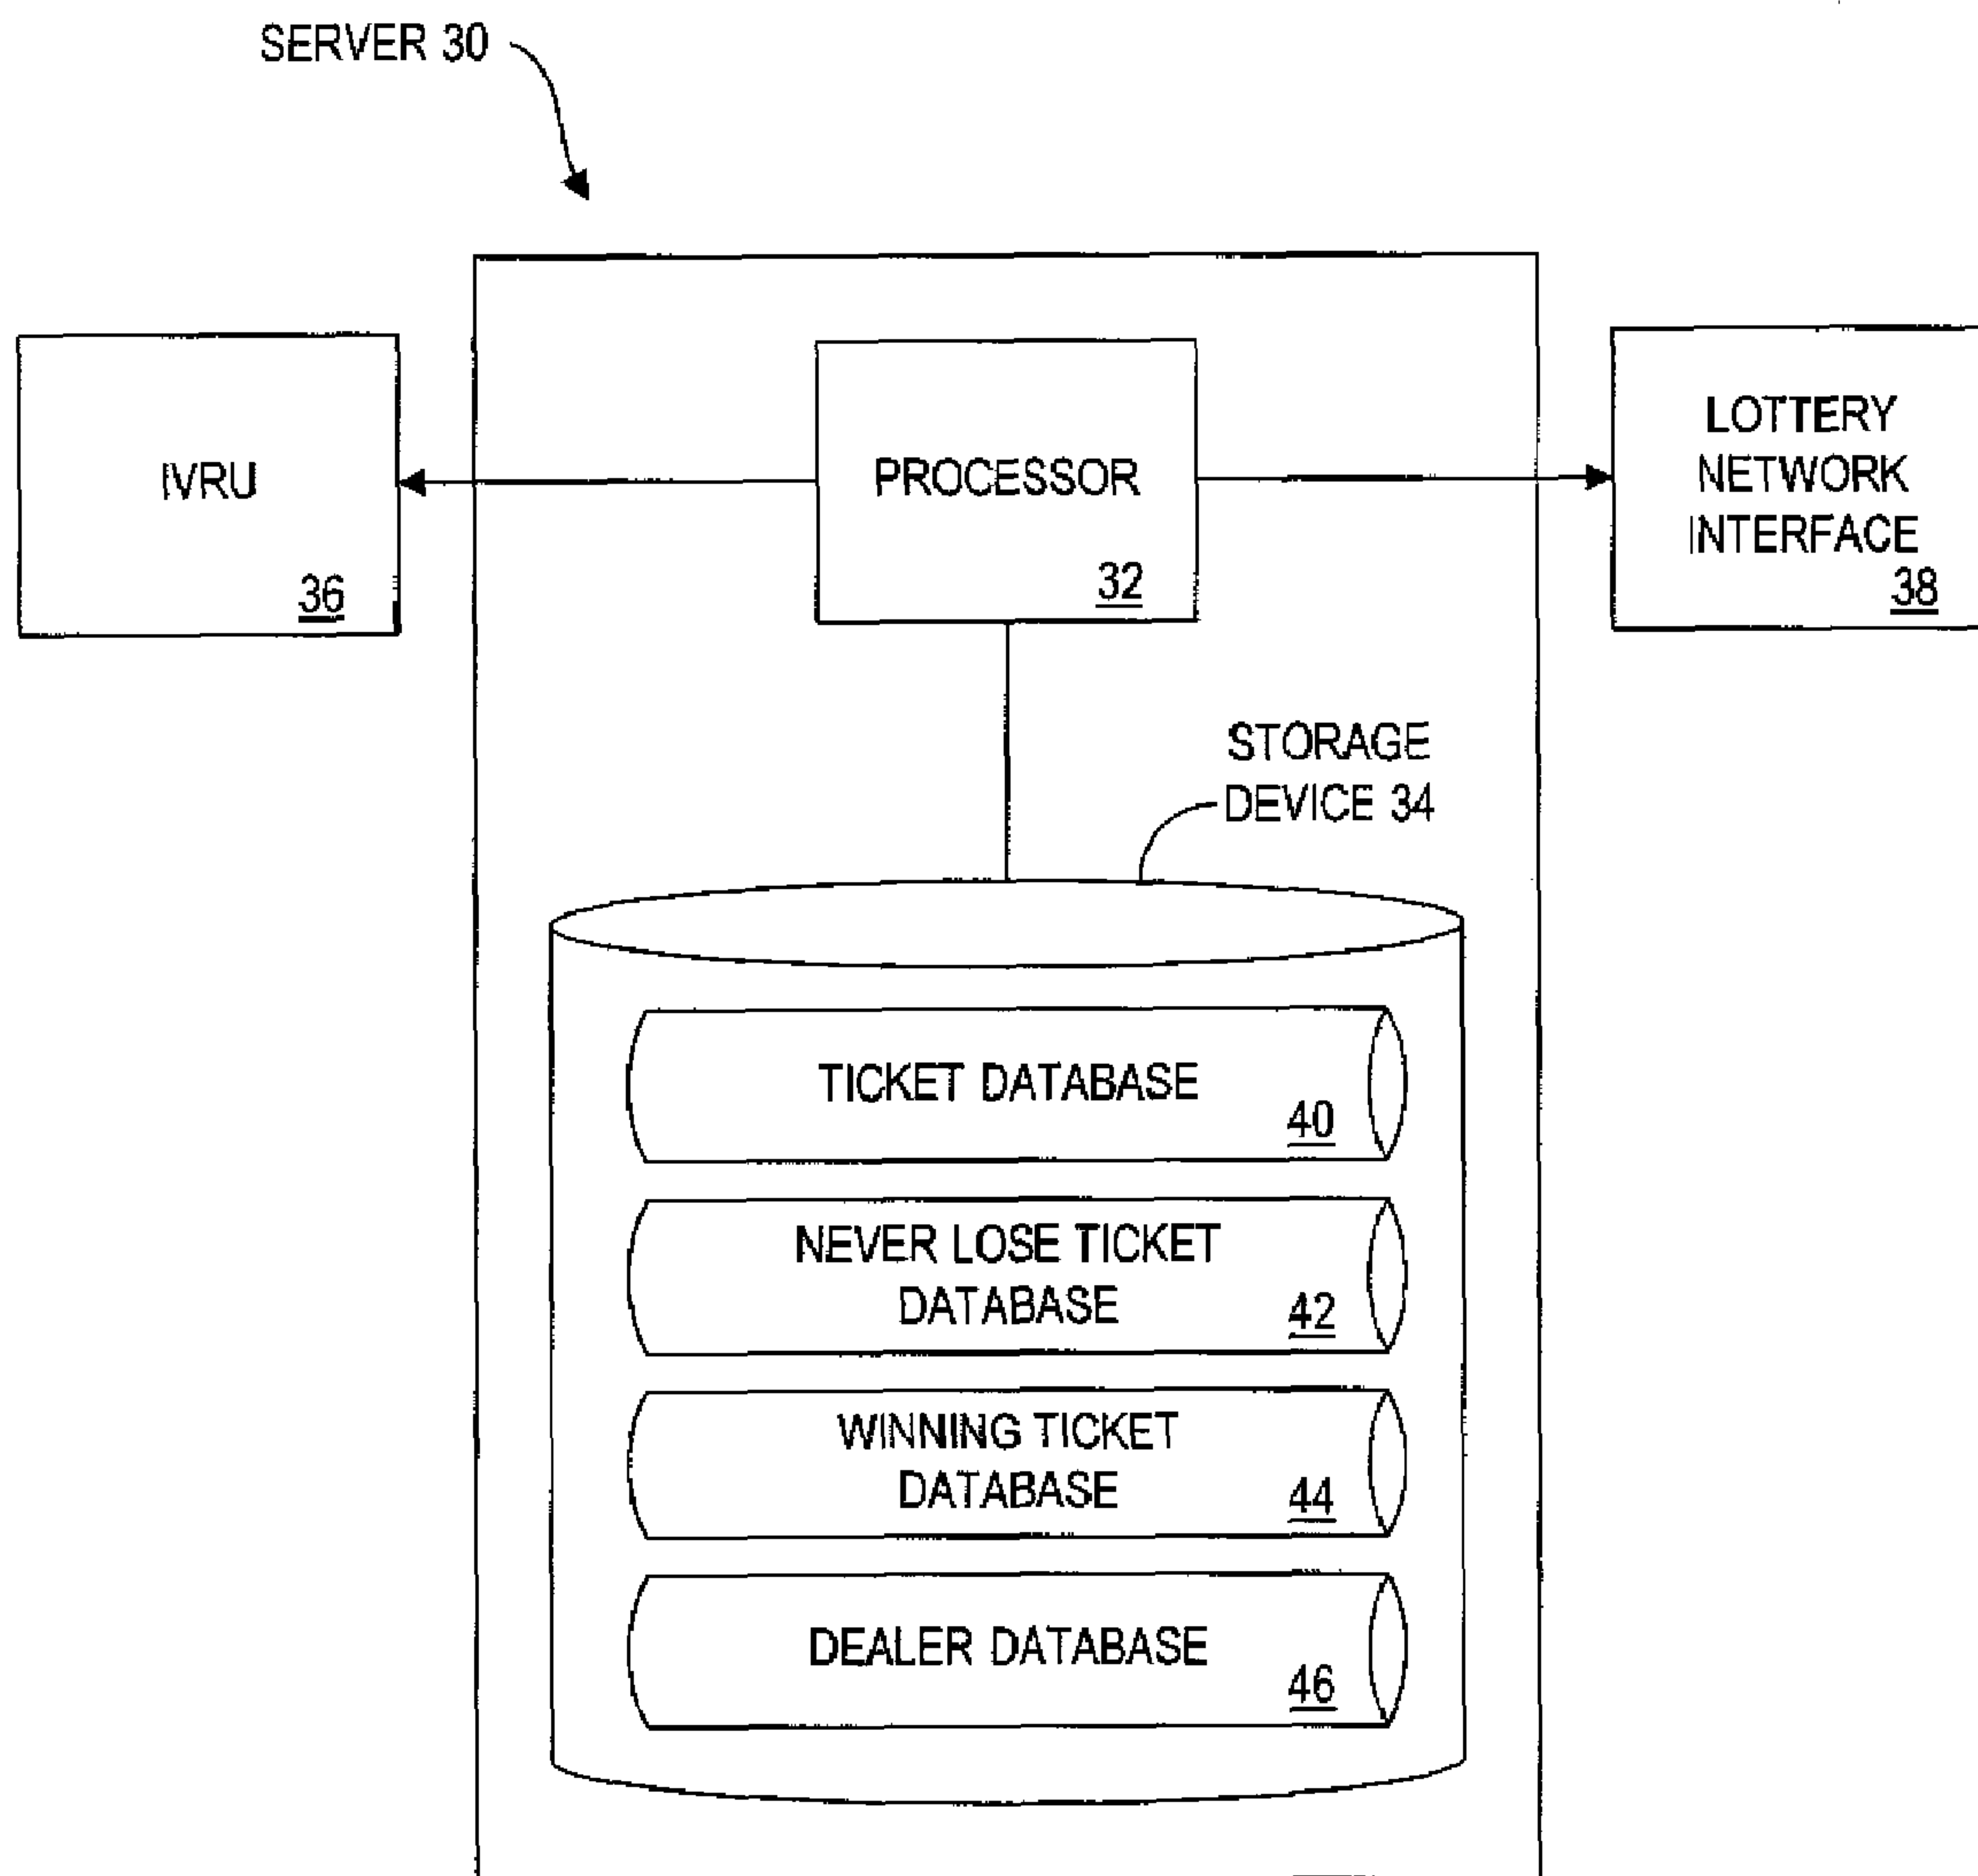 SERVER 30
IVRU
36
PROCESSOR
32
LOTTERY
NETWORK
INTERFACE
38
STORAGE
DEVICE 34
TICKET DATABASE
40
NEVER LOSE TICKET
DATABASE
42
WINNING TICKET
DATABASE
44
DEALER DATABASE
46